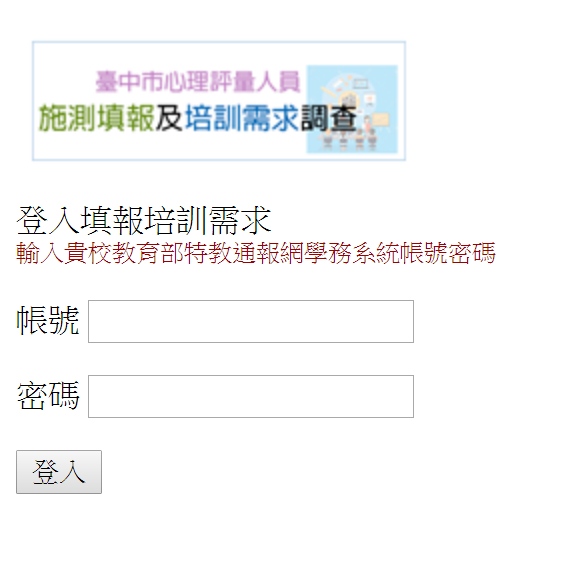 臺中市心理評量人員
施測填報及培訓需求調查
登入填報培訓需求
輸入貴校教育部特教通報網學務系統帳號密碼
帳號
密碼
登入